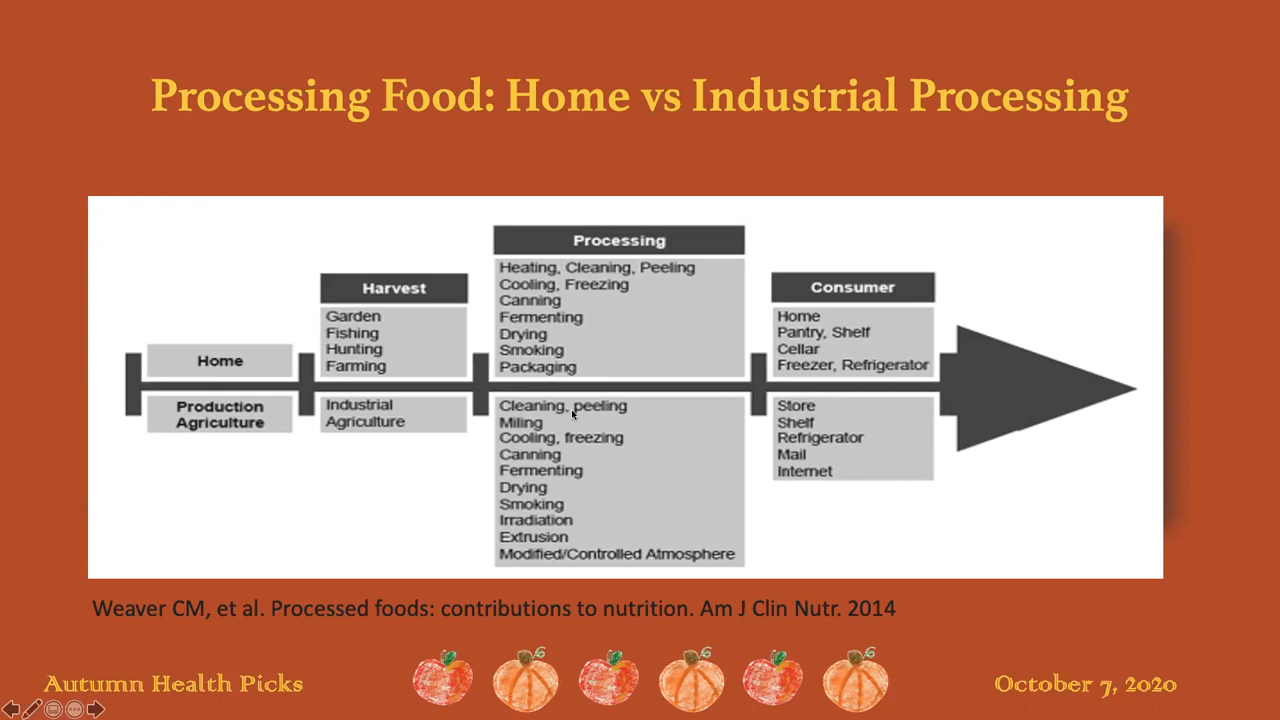 Processing Food: Home vs Industrial Processing
Processing
Heating, Cleaning, Peeling
Cooling, Freezing
Canning
Fermenting
Drying
Smoking
Packaging
Harvest
Garden
Fishing
Hunting
Farming
Consumer
Home
Pantry, Shelf
Cellar
Freezer, Refrigerator
Home
Production
Agriculture
Industrial
Agriculture
Cleaning, peeling
Miling
Cooling, freezing
Canning
Fermenting
Drying
Smoking
Irradiation
Extrusion
Modified/Controlled Atmosphere
Store
Shelf
Refrigerator
Mail
Internet
Weaver CM, et al. Processed foods: contributions to nutrition. Am J Clin Nutr. 2014
Autumn Health Picks
October 7, 2020